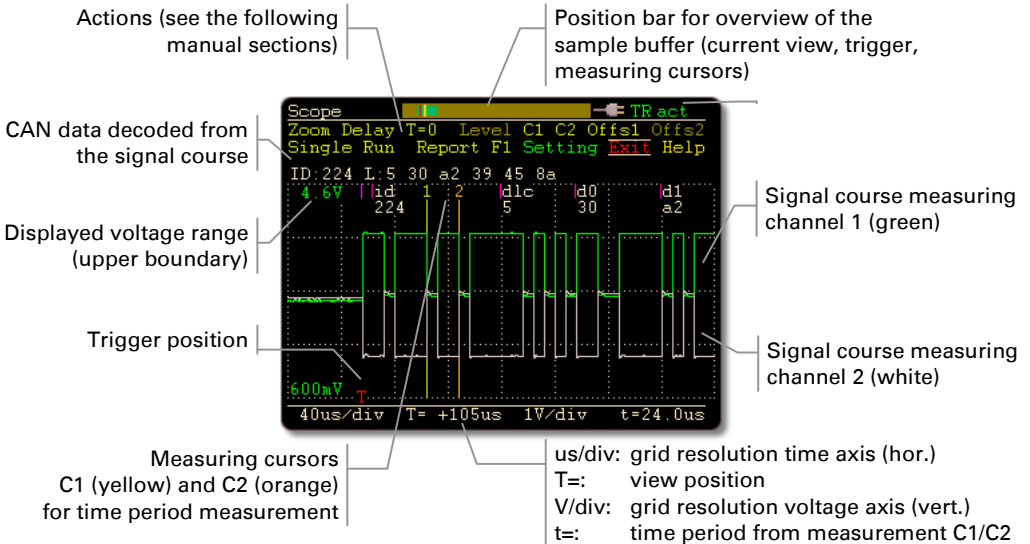 Actions (see the following
manual sections)
Position bar for overview of the
sample buffer (current view, trigger,
measuring cursors)
CAN data decoded from
the signal course
Displayed voltage range
(upper boundary)
Trigger position
Scope TR act
Zoom Delay T=0 Level C1 C2 Offs1 Offs2
Single Run Report F1 Setting Exit Help
ID:224 L:5 30 a2 39 45 8a
4.6V id 1 2 dlc d0 d1
224 5 30 a2
600mV T
40us/div T= +105us 1V/div t=24.0us
Signal course measuring
channel 1 (green)
Signal course measuring
channel 2 (white)
Measuring cursors
C1 (yellow) and C2 (orange)
for time period measurement
us/div: grid resolution time axis (hor.)
T=: view position
V/div: grid resolution voltage axis (vert.)
t=: time period from measurement C1/C2